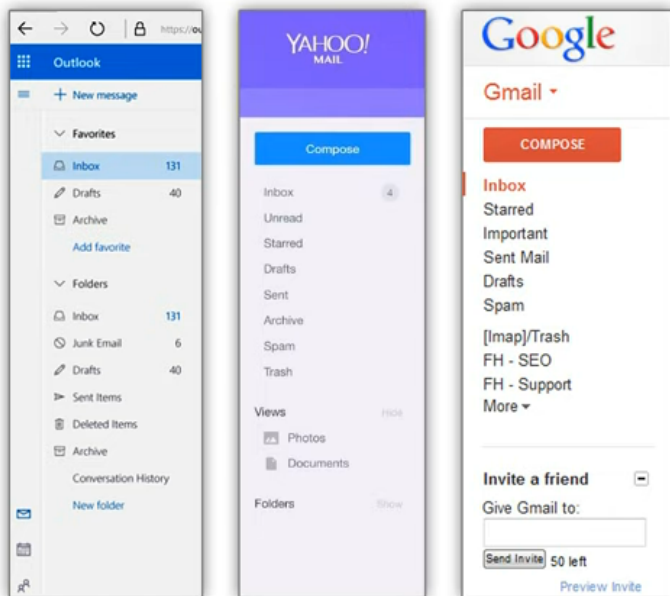 https://ou
Outlook
New message
Favorites
Inbox 131
Drafts 40
Archive
Add favorite
Folders
Inbox 131
Junk Email 6
Drafts 40
Sent Items
Deleted Items
Archive
Conversation History
New folder
YAHOO!
MAIL
Compose
Inbox 4
Unread
Starred
Drafts
Sent
Archive
Spam
Trash
Views Hide
Photos
Documents
Folders Show
Google
Gmail
COMPOSE
Inbox
Starred
Important
Sent Mail
Drafts
Spam
[Imap]/Trash
FH - SEO
FH - Support
More
Invite a friend
Give Gmail to:
Send Invite 50 left
Preview Invite